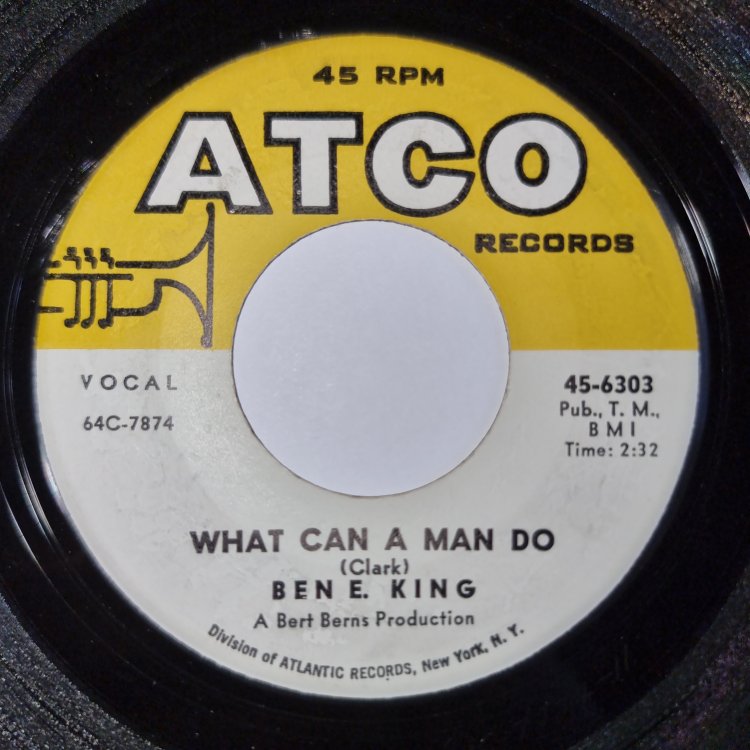 45 RPM
ATCO
RECORDS
VOCAL
64C-7874
45-6303
Pub., T. M.,
BMI
Time: 2:32
WHAT CAN A MAN DO
(Clark)
BEN E. KING
A Bert Berns Production
Division of ATLANTIC RECORDS, New York, N. Y.